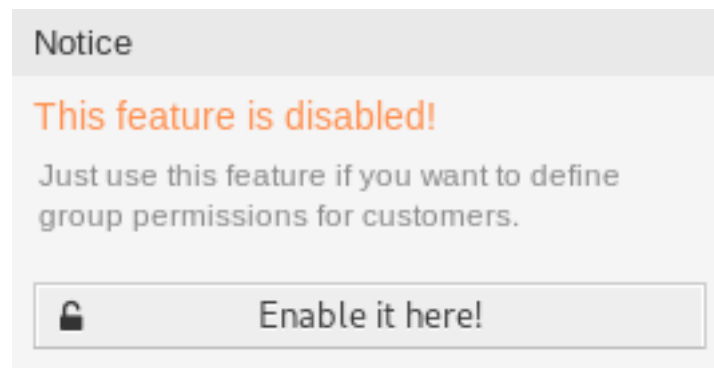 Notice
This feature is disabled!
Just use this feature if you want to define
group permissions for customers.
Enable it here!